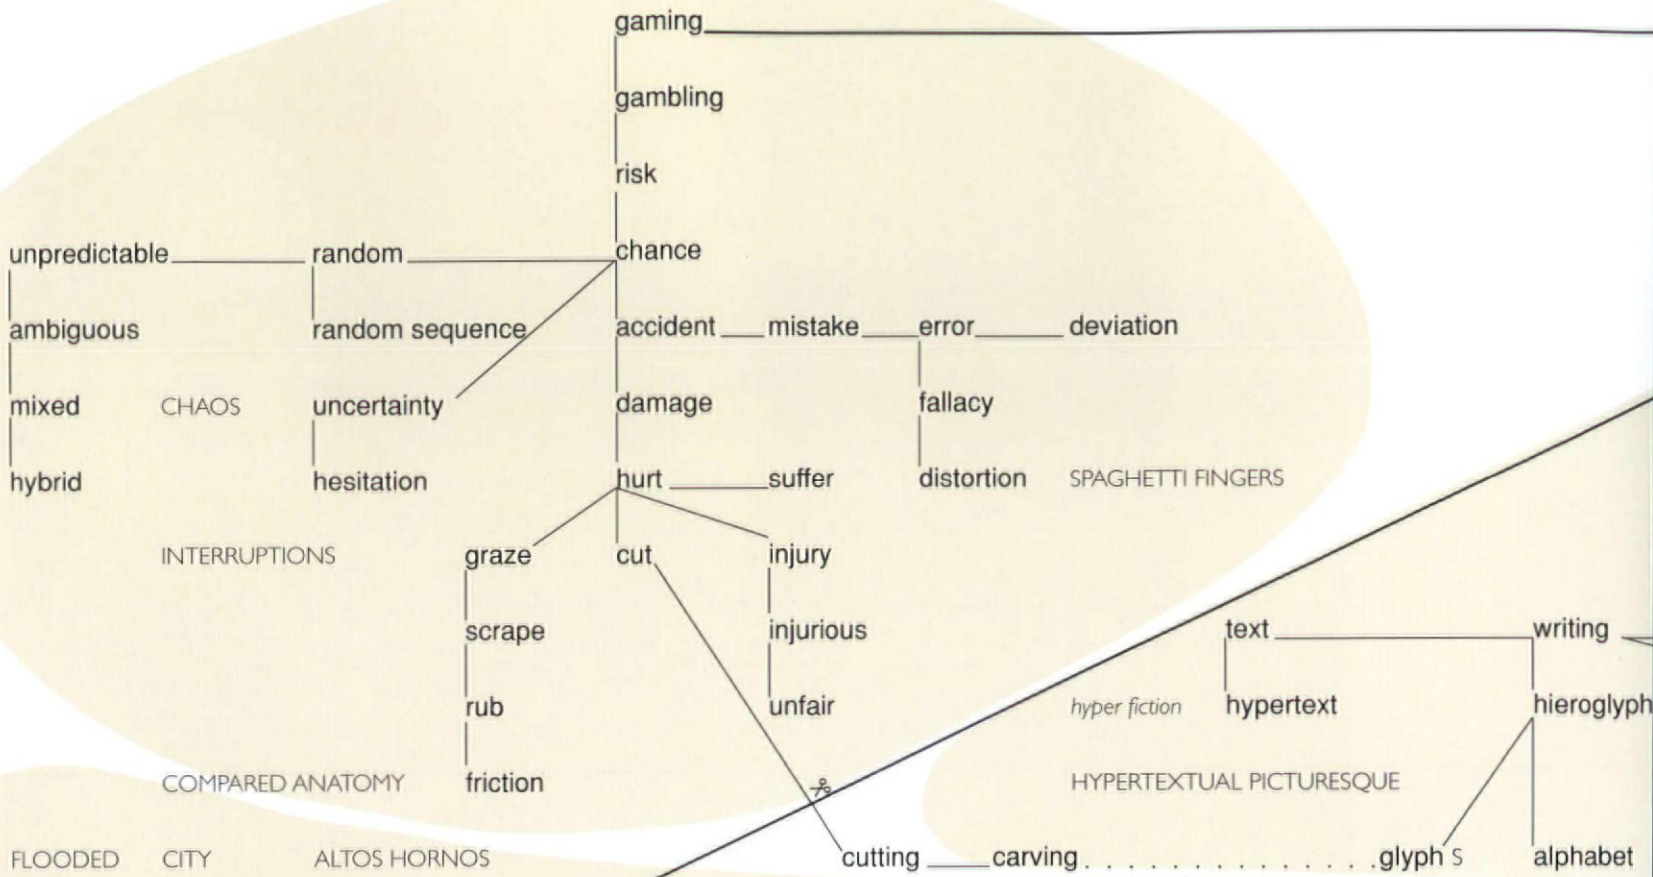 gaming
gambling
risk
unpredictable random chance
ambiguous random sequence accident mistake error deviation
mixed CHAOS uncertainty damage fallacy
hybrid hesitation hurt suffer distortion SPAGHETTI FINGERS
INTERRUPTIONS graze cut injury
scrape injurious text writing
rub unfair hyper fiction hypertext hieroglyph
COMPARED ANATOMY friction HYPERTEXTUAL PICTURESQUE
FLOODED CITY ALTOS HORNOS cutting carving . . . . . . . . . . . . . . . glyph S alphabet